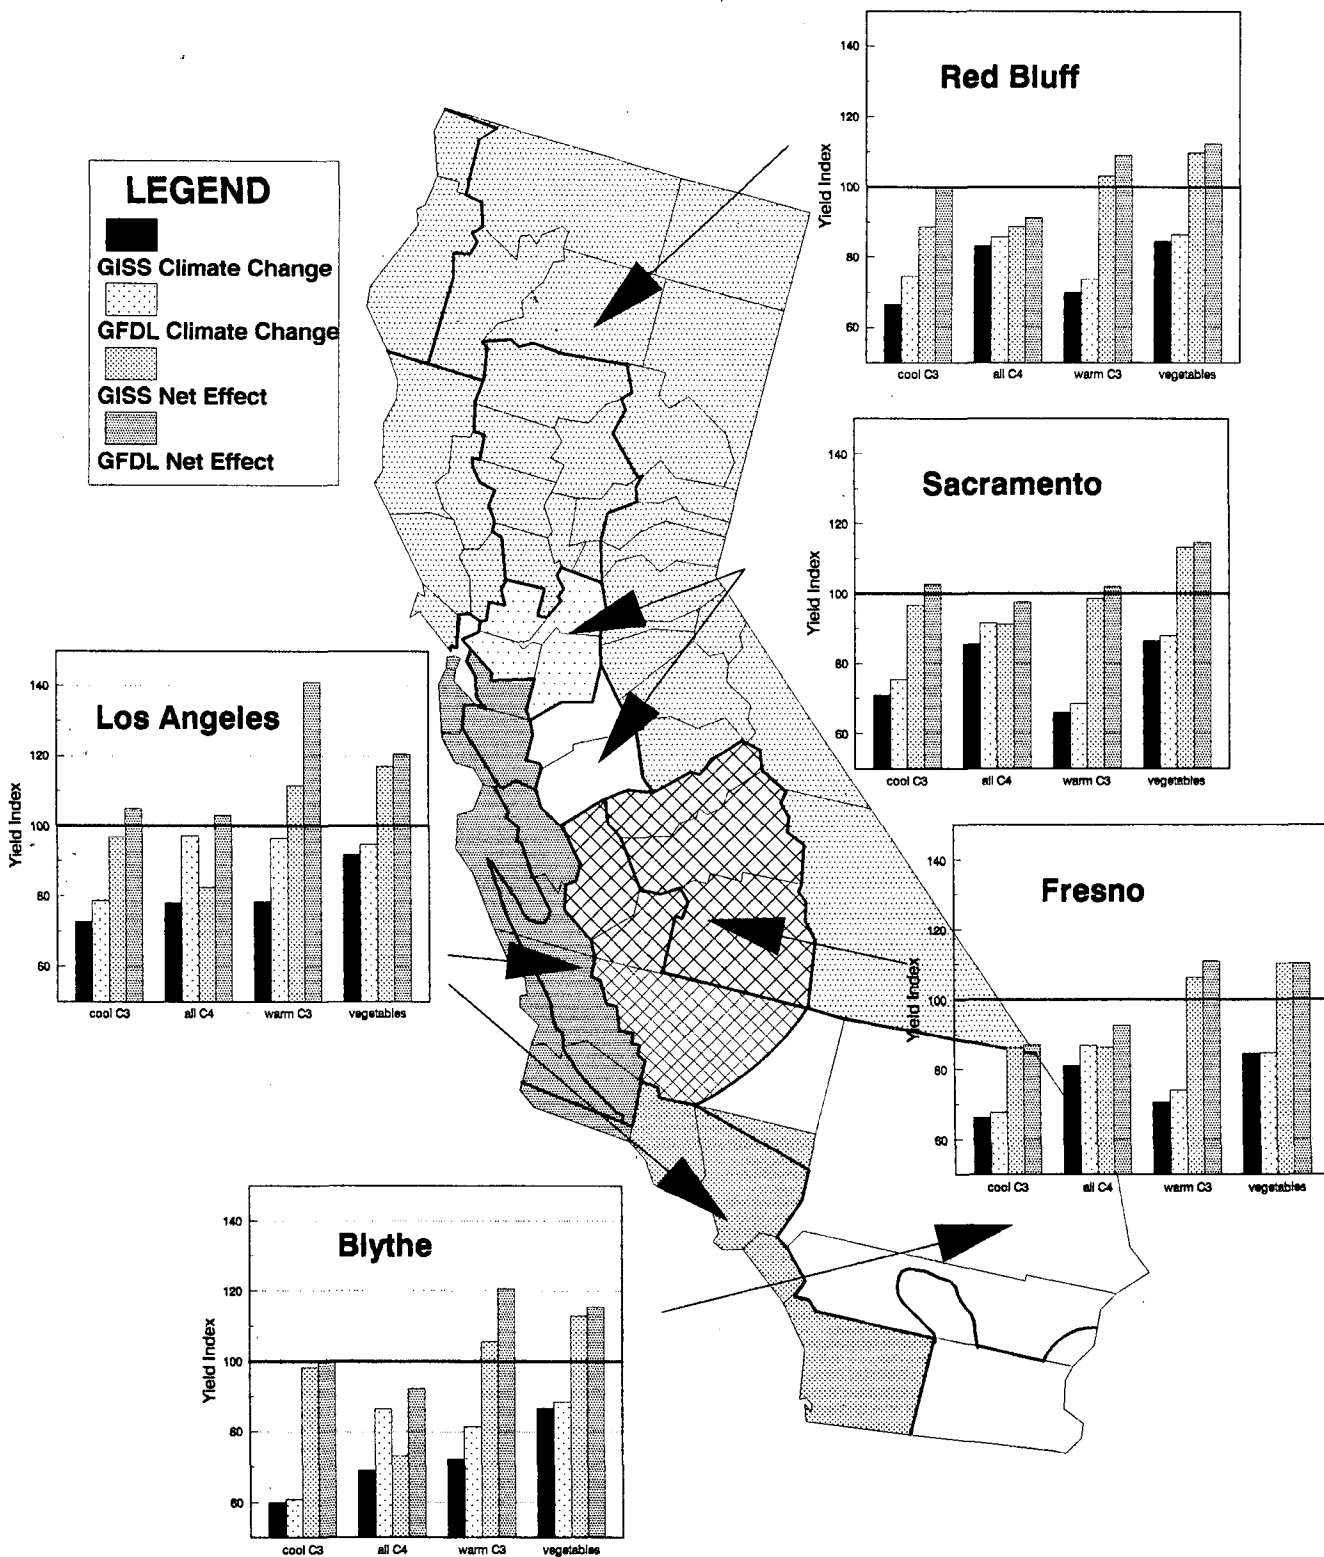 Red Bluff
Yield Index
140
120
100
80
60
cool C3
all C4
warm C3
vegetables
LEGEND
GISS Climate Change
GFDL Climate Change
GISS Net Effect
GFDL Net Effect
Sacramento
Yield Index
140
120
100
80
60
cool C3
all C4
warm C3
vegetables
Los Angeles
Yield Index
140
120
100
80
60
cool C3
all C4
warm C3
vegetables
Fresno
Yield Index
140
120
100
80
60
cool C3
all C4
warm C3
vegetables
Blythe
Yield Index
140
120
100
80
60
cool C3
all C4
warm C3
vegetables